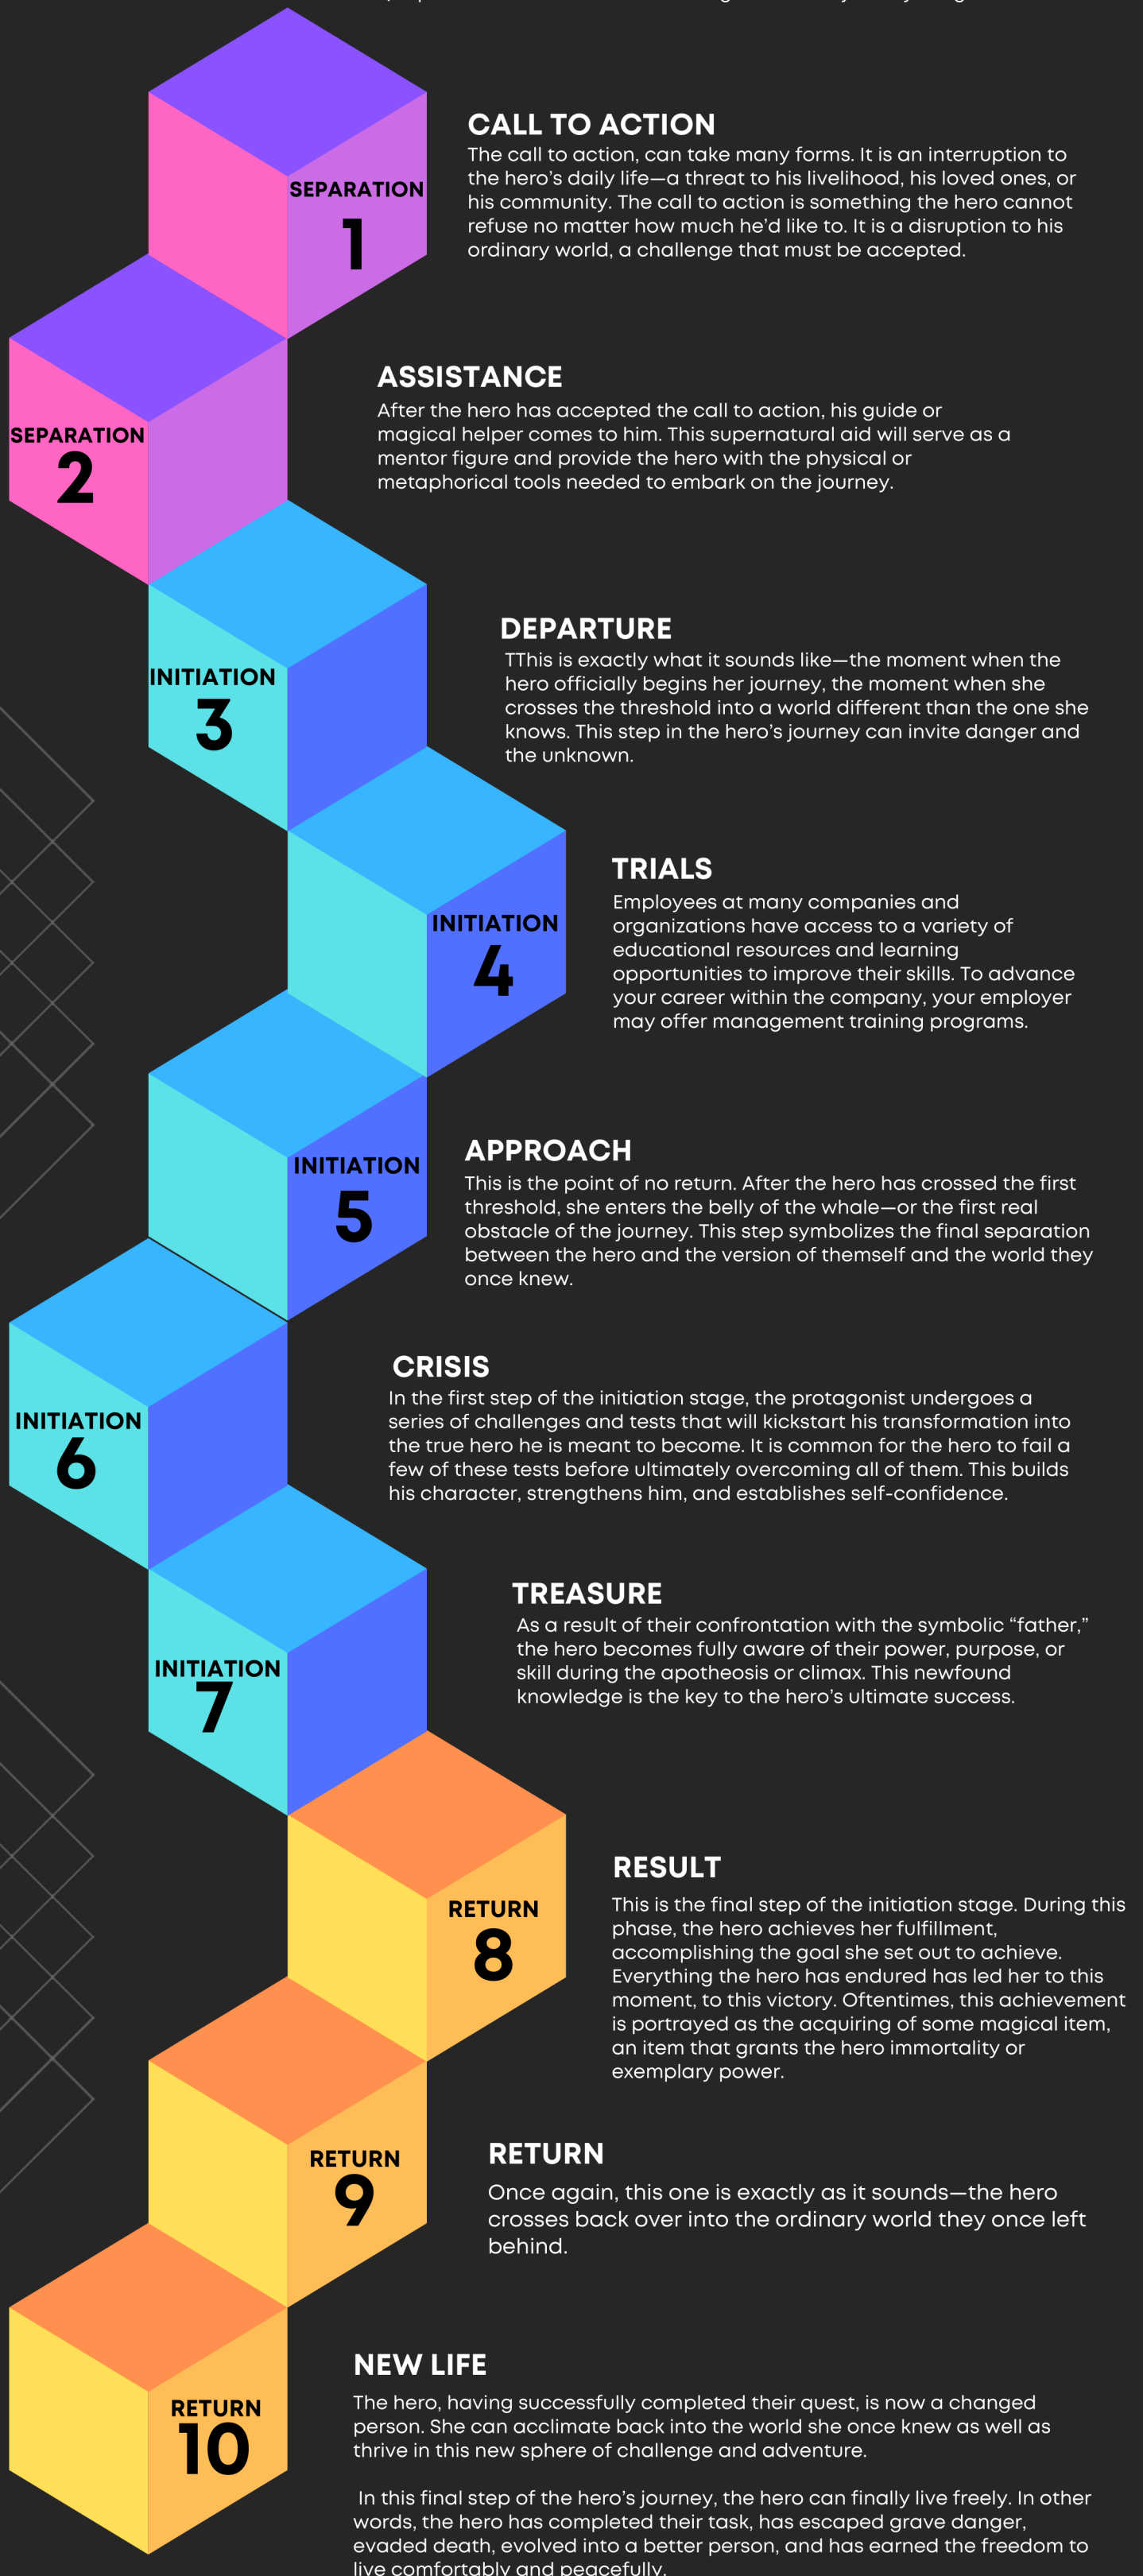 CALL TO ACTION
The call to action, can take many forms. It is an interruption to
the hero's daily life—a threat to his livelihood, his loved ones, or
his community. The call to action is something the hero cannot
refuse no matter how much he'd like to. It is a disruption to his
ordinary world, a challenge that must be accepted.
SEPARATION
1
ASSISTANCE
After the hero has accepted the call to action, his guide or
magical helper comes to him. This supernatural aid will serve as a
mentor figure and provide the hero with the physical or
metaphorical tools needed to embark on the journey.
SEPARATION
2
DEPARTURE
TThis is exactly what it sounds like—the moment when the
hero officially begins her journey, the moment when she
crosses the threshold into a world different than the one she
knows. This step in the hero's journey can invite danger and
the unknown.
INITIATION
3
TRIALS
Employees at many companies and
organizations have access to a variety of
educational resources and learning
opportunities to improve their skills. To advance
your career within the company, your employer
may offer management training programs.
INITIATION
4
APPROACH
This is the point of no return. After the hero has crossed the first
threshold, she enters the belly of the whale—or the first real
obstacle of the journey. This step symbolizes the final separation
between the hero and the version of themself and the world they
once knew.
INITIATION
5
CRISIS
In the first step of the initiation stage, the protagonist undergoes a
series of challenges and tests that will kickstart his transformation into
the true hero he is meant to become. It is common for the hero to fail a
few of these tests before ultimately overcoming all of them. This builds
his character, strengthens him, and establishes self-confidence.
INITIATION
6
TREASURE
As a result of their confrontation with the symbolic “father,”
the hero becomes fully aware of their power, purpose, or
skill during the apotheosis or climax. This newfound
knowledge is the key to the hero's ultimate success.
INITIATION
7
RESULT
This is the final step of the initiation stage. During this
phase, the hero achieves her fulfillment,
accomplishing the goal she set out to achieve.
Everything the hero has endured has led her to this
moment, to this victory. Oftentimes, this achievement
is portrayed as the acquiring of some magical item,
an item that grants the hero immortality or
exemplary power.
RETURN
8
RETURN
Once again, this one is exactly as it sounds—the hero
crosses back over into the ordinary world they once left
behind.
RETURN
9
NEW LIFE
The hero, having successfully completed their quest, is now a changed
person. She can acclimate back into the world she once knew as well as
thrive in this new sphere of challenge and adventure.
In this final step of the hero's journey, the hero can finally live freely. In other
words, the hero has completed their task, has escaped grave danger,
evaded death, evolved into a better person, and has earned the freedom to
live comfortably and peacefully.
RETURN
10